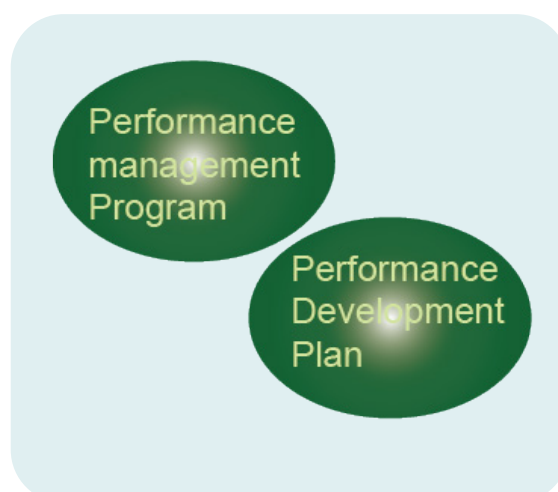 Performance
management
Program
Performance
Development
Plan